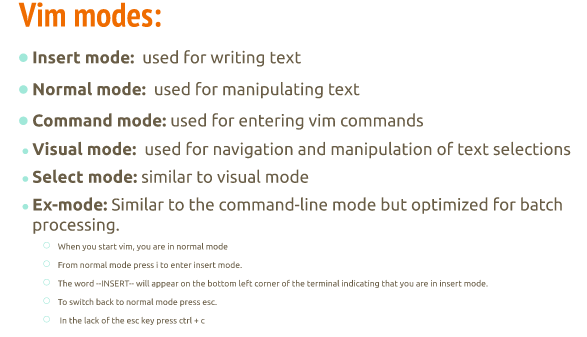 Vim modes:
Insert mode: used for writing text
Normal mode: used for manipulating text
Command mode: used for entering vim commands
Visual mode: used for navigation and manipulation of text selections
Select mode: similar to visual mode
Ex-mode: Similar to the command-line mode but optimized for batch
processing.
When you start vim, you are in normal mode
From normal mode press i to enter insert mode.
The word --INSERT-- will appear on the bottom left corner of the terminal indicating that you are in insert mode.
To switch back to normal mode press esc.
In the lack of the esc key press ctrl + c